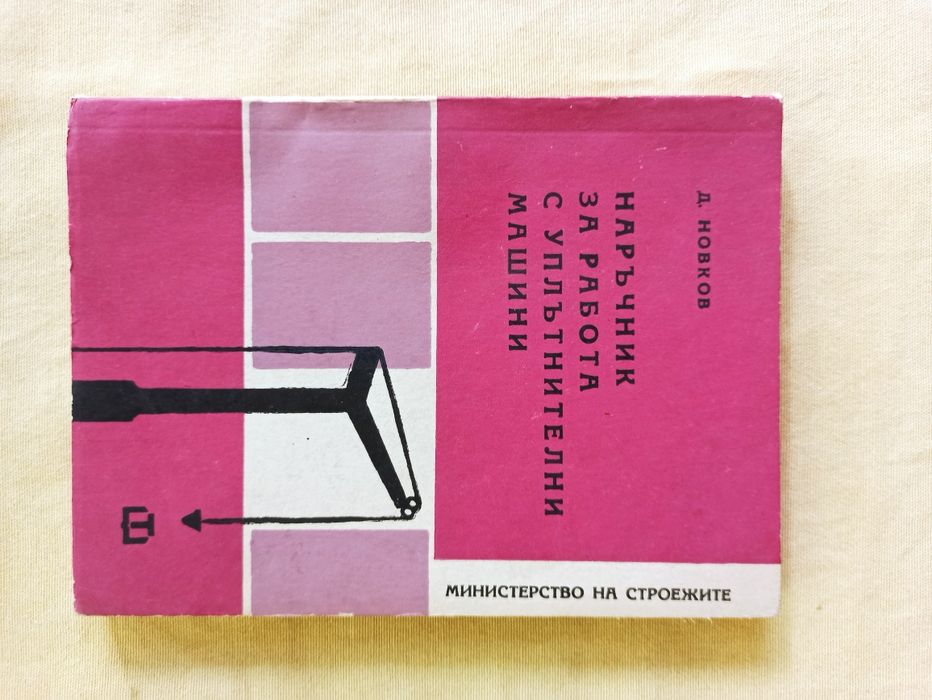 Д. НОВКОВ
НАРЪЧНИК
ЗА РАБОТА
С УПЛЪТНИТЕЛНИ
МАШИНИ
МИНИСТЕРСТВО НА СТРОЕЖИТЕ